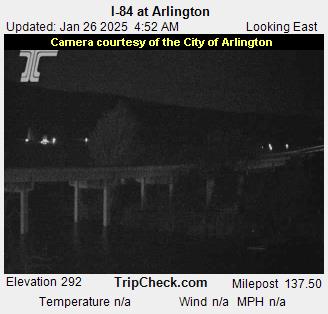 I-84 at Arlington
Updated: Jan 26 2025 4:52 AM Looking East
Camera courtesy of the City of Arlington
Elevation 292 TripCheck.com Milepost 137.50
Temperature n/a Wind n/a MPH n/a